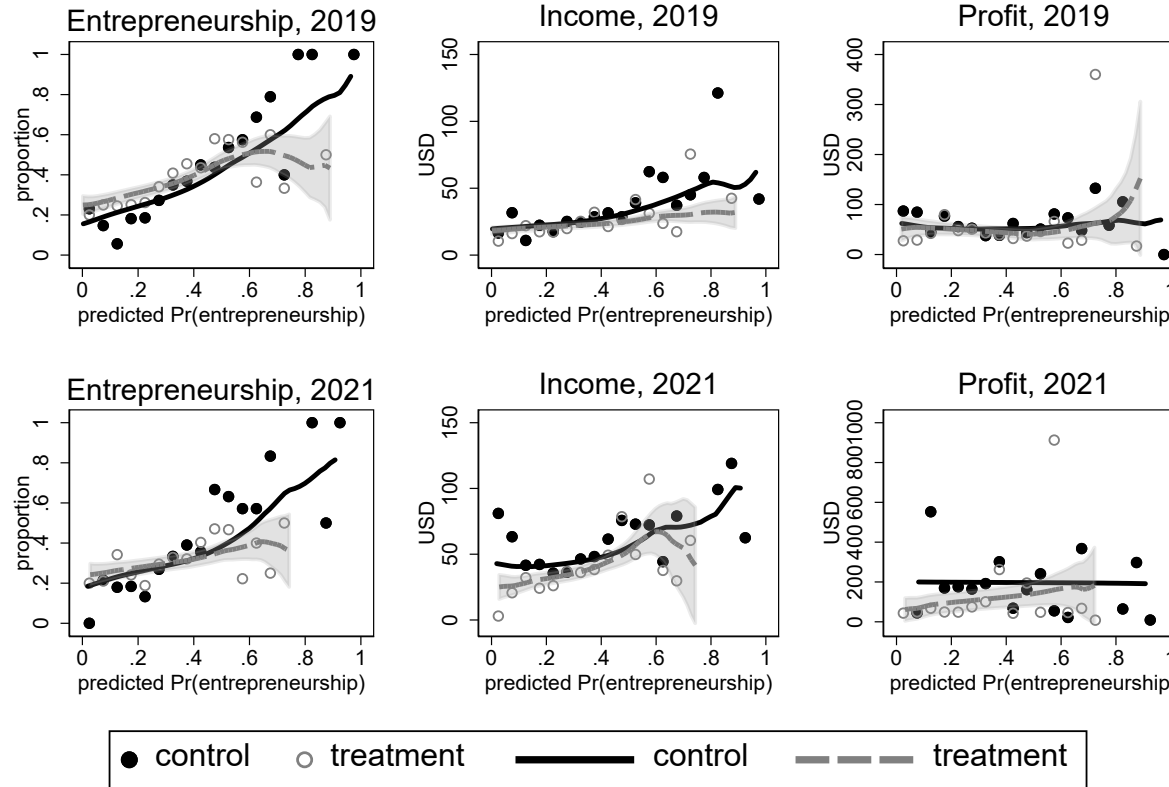 Entrepreneurship, 2019
proportion
0 .2 .4 .6 .8 1
0 .2 .4 .6 .8 1
predicted Pr(entrepreneurship)
Income, 2019
USD
0 50 100 150
0 .2 .4 .6 .8 1
predicted Pr(entrepreneurship)
Profit, 2019
USD
0 100 200 300 400
0 .2 .4 .6 .8 1
predicted Pr(entrepreneurship)
Entrepreneurship, 2021
proportion
0 .2 .4 .6 .8 1
0 .2 .4 .6 .8 1
predicted Pr(entrepreneurship)
Income, 2021
USD
0 50 100 150
0 .2 .4 .6 .8 1
predicted Pr(entrepreneurship)
Profit, 2021
USD
0 200 400 600 800 1000
0 .2 .4 .6 .8 1
predicted Pr(entrepreneurship)
control treatment control treatment